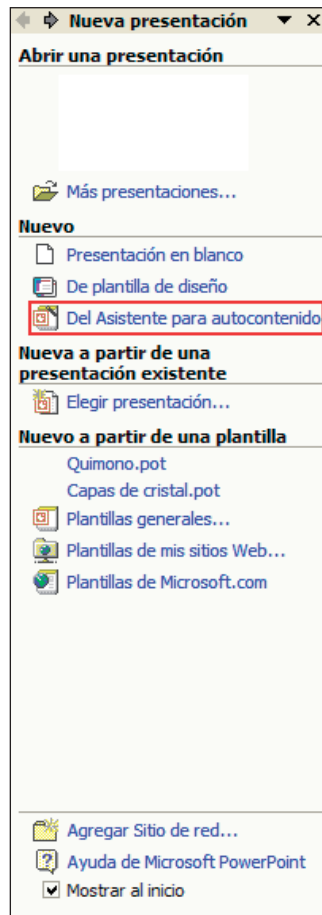 Nueva presentación
Abrir una presentación
Más presentaciones...
Nuevo
Presentación en blanco
De plantilla de diseño
Del Asistente para autocontenido
Nueva a partir de una
presentación existente
Elegir presentación...
Nuevo a partir de una plantilla
Quimono.pot
Capas de cristal.pot
Plantillas generales...
Plantillas de mis sitios Web...
Plantillas de Microsoft.com
Agregar Sitio de red...
Ayuda de Microsoft PowerPoint
Mostrar al inicio